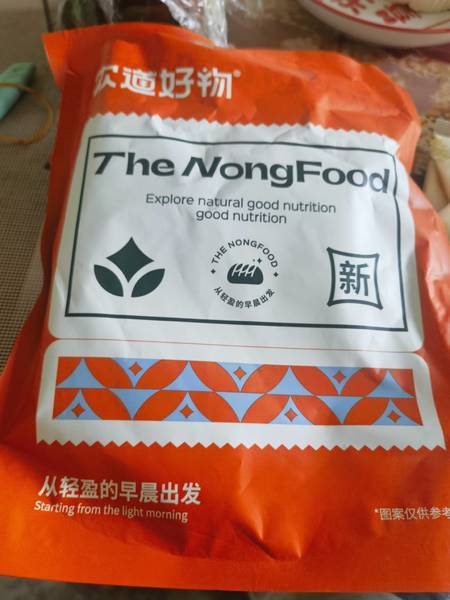 农道好物®
The NongFood
Explore natural good nutrition
good nutrition
THE NONGFOOD
从轻盈的早晨出发
新
从轻盈的早晨出发
Starting from the light morning
*图案仅供参考